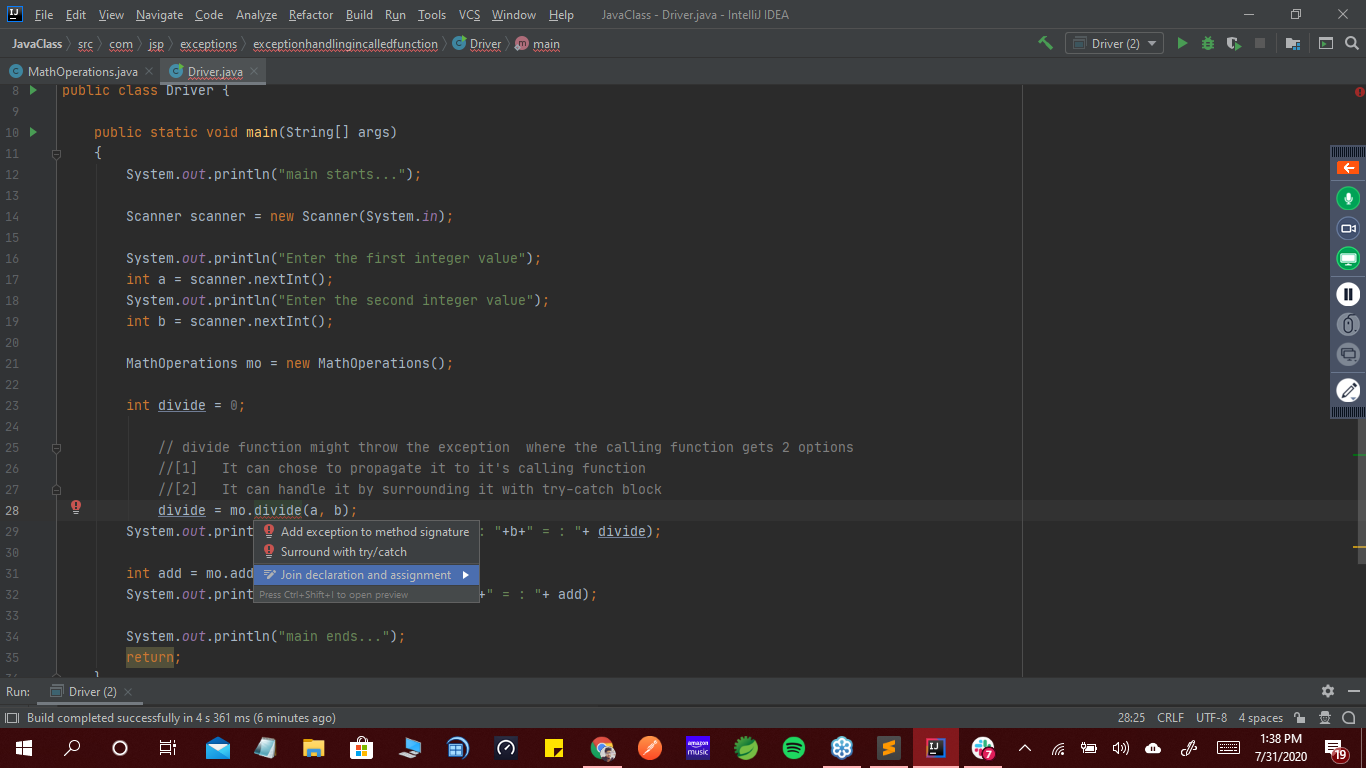 File Edit View Navigate Code Analyze Refactor Build Run Tools VCS Window Help JavaClass - Driver.java - IntelliJ IDEA
JavaClass src com jsp exceptions exceptionhandlingincalledfunction Driver main Driver (2)
MathOperations.java Driver.java
8 public class Driver {
9
10 public static void main(String[] args)
11 {
12 System.out.println("main starts...");
13
14 Scanner scanner = new Scanner(System.in);
15
16 System.out.println("Enter the first integer value");
17 int a = scanner.nextInt();
18 System.out.println("Enter the second integer value");
19 int b = scanner.nextInt();
20
21 MathOperations mo = new MathOperations();
22
23 int divide = 0;
24
25 // divide function might throw the exception  where the calling function gets 2 options
26 //[1]   It can chose to propagate it to it's calling function
27 //[2]   It can handle it by surrounding it with try-catch block
28 divide = mo.divide(a, b);
29 System.out.print : "+b+" = : "+ divide);
Add exception to method signature
30
Surround with try/catch
31 int add = mo.add
Join declaration and assignment
32 System.out.print +" = : "+ add);
Press Ctrl+Shift+! to open preview
33
34 System.out.println("main ends...");
35 return;
Run: Driver (2)
Build completed successfully in 4 s 361 ms (6 minutes ago) 28:25 CRLF UTF-8 4 spaces
amazon music
7
1:38 PM
7/31/2020
19